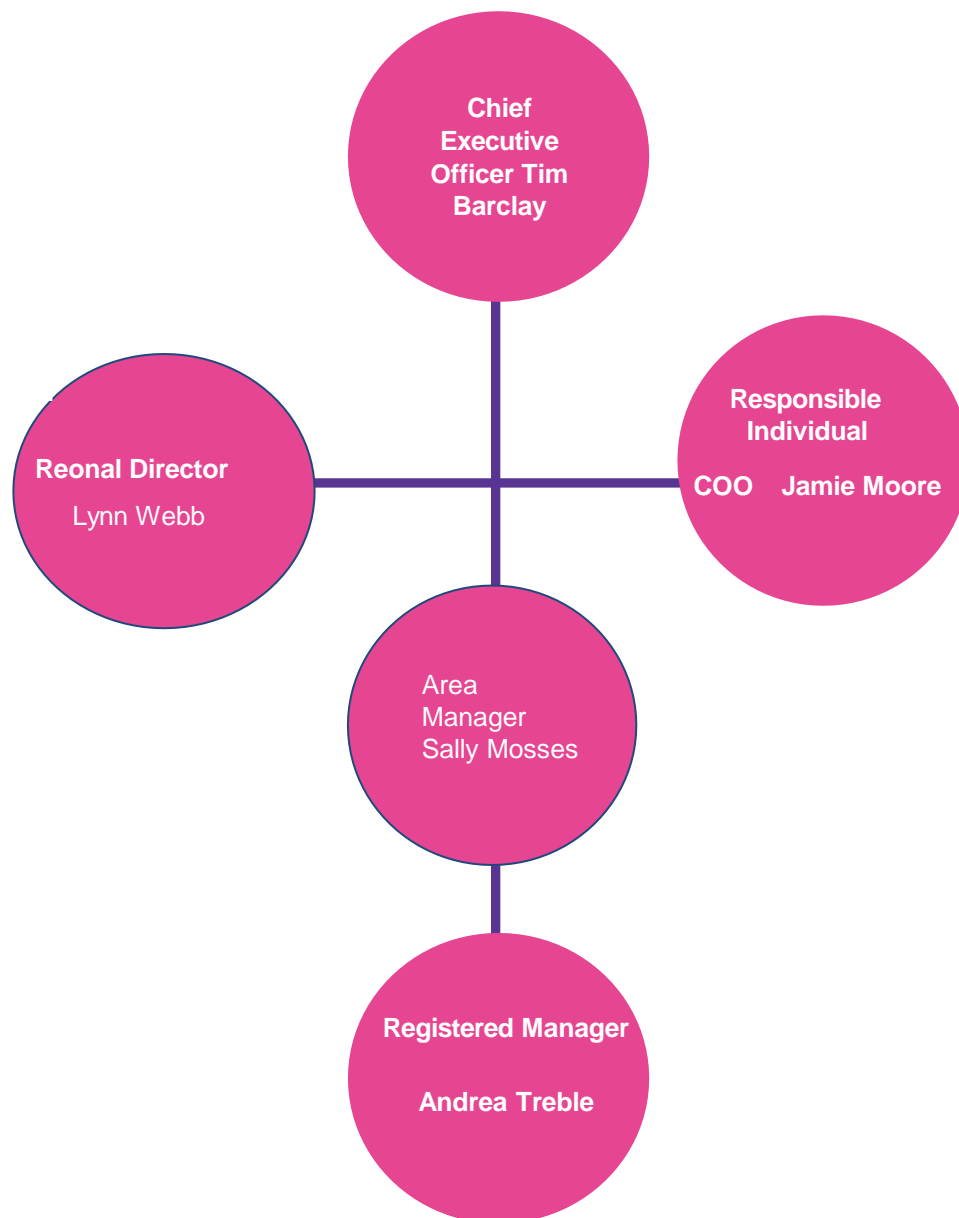 Chief
Executive
Officer Tim
Barclay
Responsible
Individual
COO Jamie Moore
Reonal Director
Lynn Webb
Area
Manager
Sally Mosses
Registered Manager
Andrea Treble